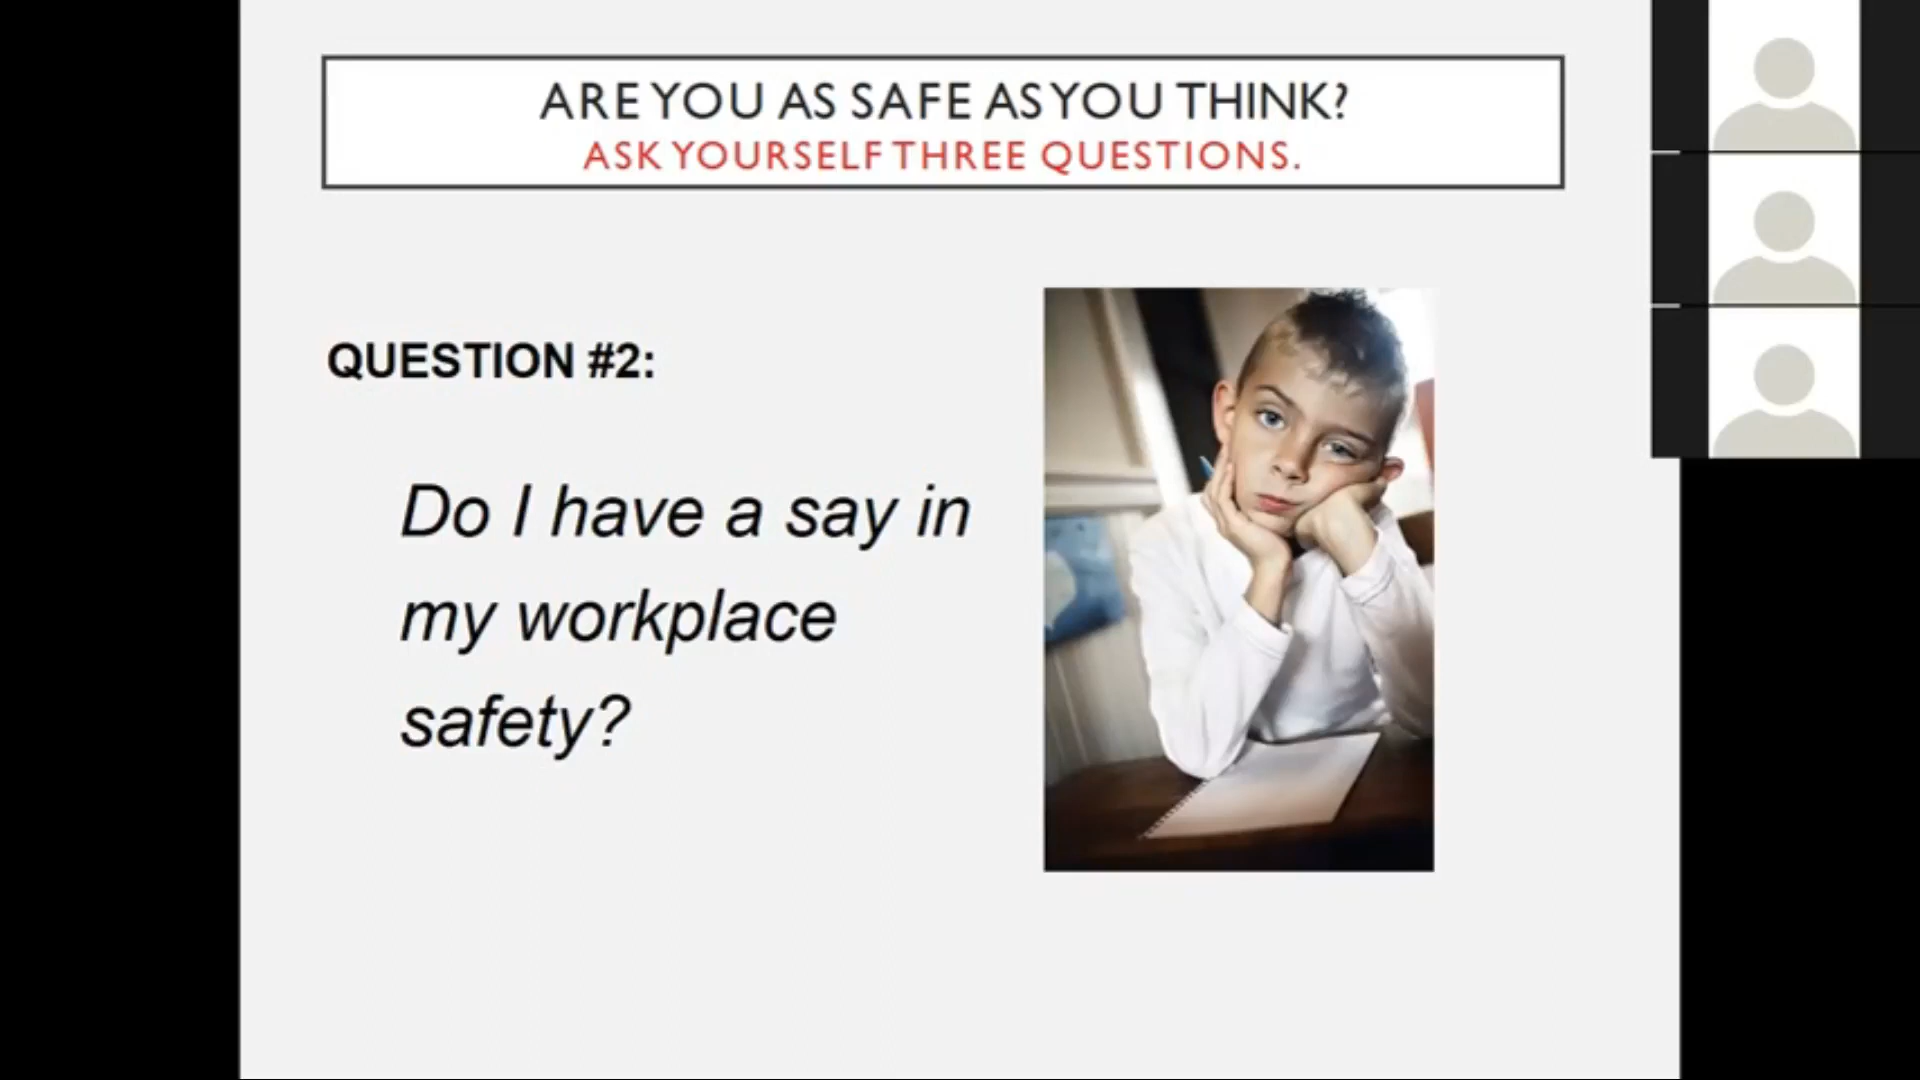 ARE YOU AS SAFE AS YOU THINK?
ASK YOURSELF THREE QUESTIONS.
QUESTION #2:
Do I have a say in
my workplace
safety?